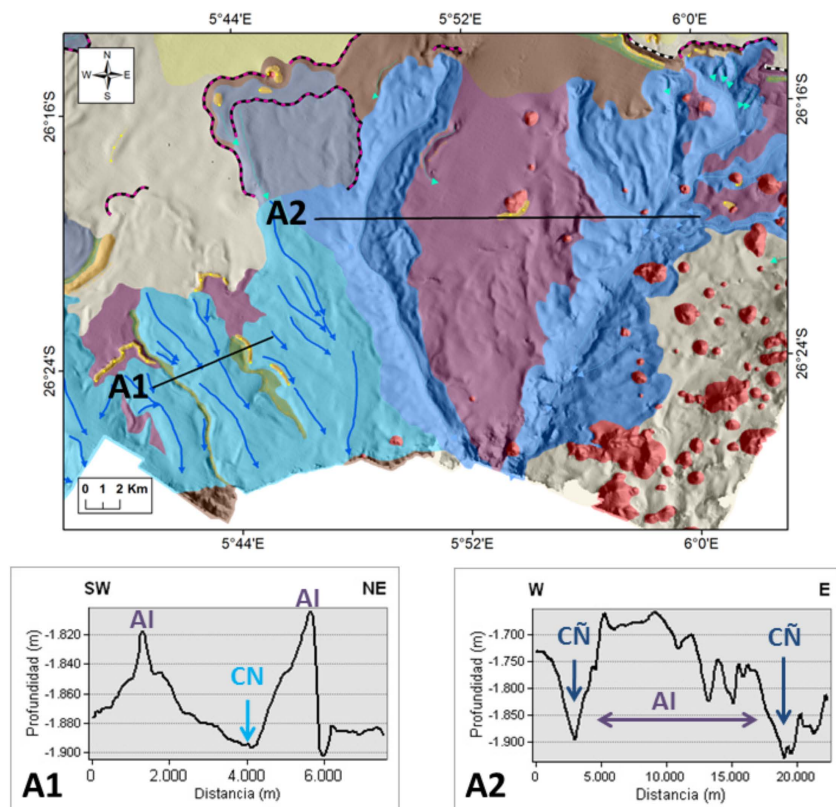 5°44'E 5°52'E 6°0'E
N
W E
S
26°16'S 26°16'S
A2
26°24'S 26°24'S
A1
0 1 2 Km
5°44'E 5°52'E 6°0'E
SW NE
AI AI
CN
-1.820
-1.840
-1.860
-1.880
-1.900
Profundidad (m)
0 2.000 4.000 6.000
Distancia (m)
A1
W E
CÑ CÑ
AI
-1.700
-1.750
-1.800
-1.850
-1.900
Profundidad (m)
0 5.000 10.000 15.000 20.000
Distancia (m)
A2